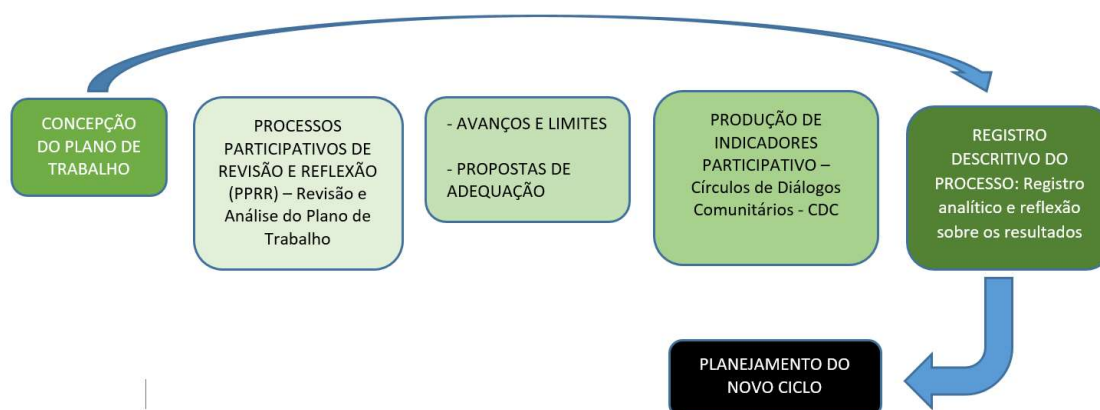 CONCEPÇÃO
DO PLANO DE
TRABALHO
PROCESSOS
PARTICIPATIVOS DE
REVISÃO E REFLEXÃO
(PPRR) – Revisão e
Análise do Plano de
Trabalho
- AVANÇOS E LIMITES
- PROPOSTAS DE
ADEQUAÇÃO
PRODUÇÃO DE
INDICADORES
PARTICIPATIVO –
Círculos de Diálogos
Comunitários - CDC
REGISTRO
DESCRITIVO DO
PROCESSO: Registro
analítico e reflexão
sobre os resultados
PLANEJAMENTO DO
NOVO CICLO